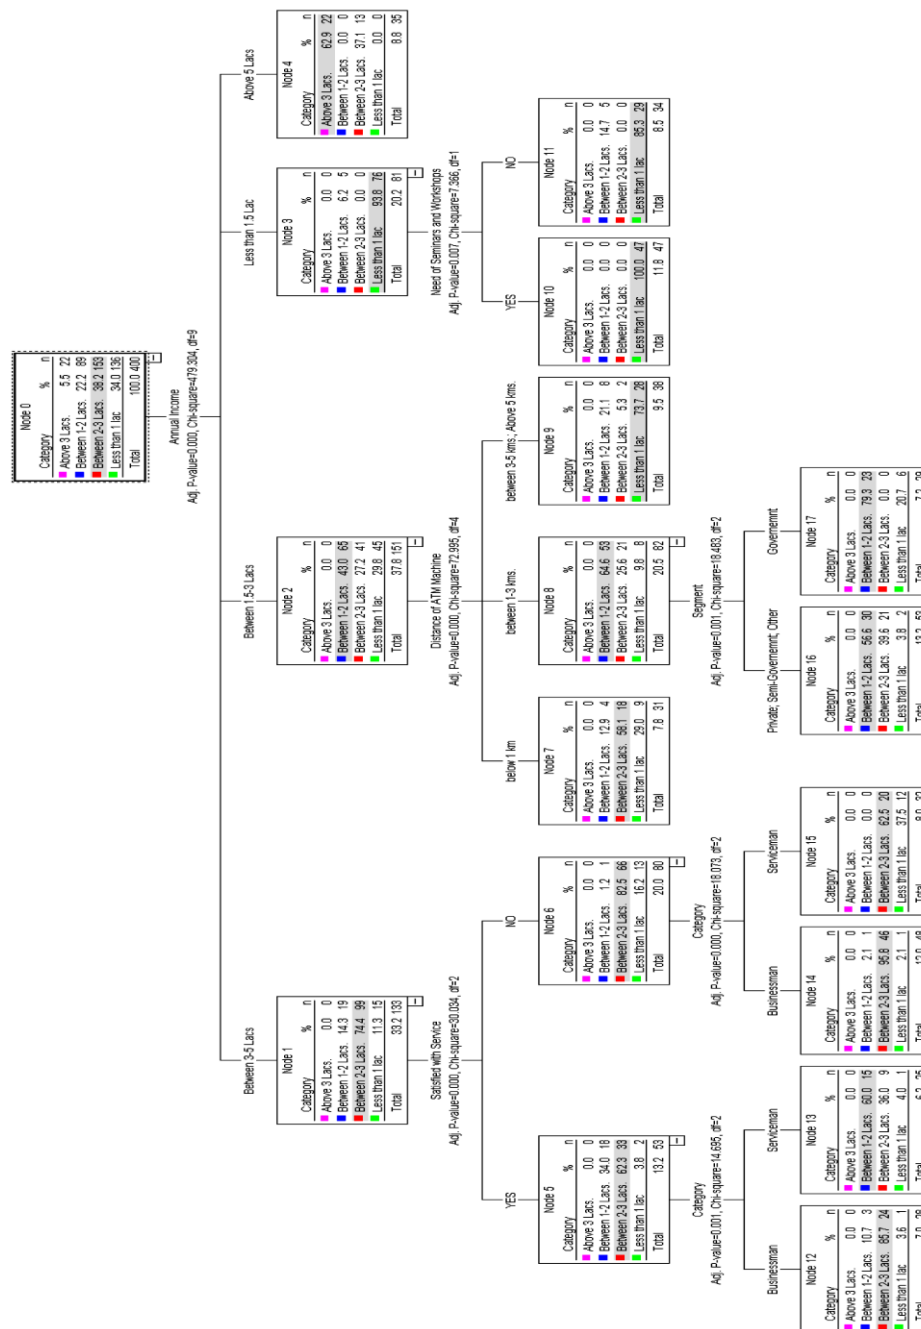 Node 0
Category % n
Above 3 Lacs. 5.5 22
Between 1-2 Lacs. 22.2 89
Between 2-3 Lacs. 38.2 153
Less than 1 lac 34.0 136
Total 100.0 400
Annual Income
Adj. P-value=0.000, Chi-square=479.304, df=9
Between 3-5 Lacs
Between 1.5-3 Lacs
Less than 1.5 Lac
Above 5 Lacs
Node 1
Category % n
Above 3 Lacs. 0.0 0
Between 1-2 Lacs. 14.3 19
Between 2-3 Lacs. 74.4 99
Less than 1 lac 11.3 15
Total 33.2 133
Satisfied with Service
Adj. P-value=0.000, Chi-square=30.034, df=2
Node 2
Category % n
Above 3 Lacs. 0.0 0
Between 1-2 Lacs. 43.0 65
Between 2-3 Lacs. 27.2 41
Less than 1 lac 29.8 45
Total 37.8 151
Distance of ATM Machine
Adj. P-value=0.000, Chi-square=72.995, df=4
Node 3
Category % n
Above 3 Lacs. 0.0 0
Between 1-2 Lacs. 6.2 5
Between 2-3 Lacs. 0.0 0
Less than 1 lac 93.8 76
Total 20.2 81
Need of Seminars and Workshops
Adj. P-value=0.007, Chi-square=7.366, df=1
Node 4
Category % n
Above 3 Lacs. 62.9 22
Between 1-2 Lacs. 0.0 0
Between 2-3 Lacs. 37.1 13
Less than 1 lac 0.0 0
Total 8.8 35
YES
NO
below 1 km
between 1-3 kms.
between 3-5 kms.; Above 5 kms.
YES
NO
Node 5
Category % n
Above 3 Lacs. 0.0 0
Between 1-2 Lacs. 34.0 18
Between 2-3 Lacs. 62.3 33
Less than 1 lac 3.8 2
Total 13.2 53
Category
Adj. P-value=0.001, Chi-square=14.695, df=2
Node 6
Category % n
Above 3 Lacs. 0.0 0
Between 1-2 Lacs. 1.2 1
Between 2-3 Lacs. 82.5 66
Less than 1 lac 16.2 13
Total 20.0 80
Category
Adj. P-value=0.000, Chi-square=18.073, df=2
Node 7
Category % n
Above 3 Lacs. 0.0 0
Between 1-2 Lacs. 12.9 4
Between 2-3 Lacs. 58.1 18
Less than 1 lac 29.0 9
Total 7.8 31
Node 8
Category % n
Above 3 Lacs. 0.0 0
Between 1-2 Lacs. 64.6 53
Between 2-3 Lacs. 25.6 21
Less than 1 lac 9.8 8
Total 20.5 82
Segment
Adj. P-value=0.001, Chi-square=18.483, df=2
Node 9
Category % n
Above 3 Lacs. 0.0 0
Between 1-2 Lacs. 21.1 8
Between 2-3 Lacs. 5.3 2
Less than 1 lac 73.7 28
Total 9.5 38
Node 10
Category % n
Above 3 Lacs. 0.0 0
Between 1-2 Lacs. 0.0 0
Between 2-3 Lacs. 0.0 0
Less than 1 lac 100.0 47
Total 11.8 47
Node 11
Category % n
Above 3 Lacs. 0.0 0
Between 1-2 Lacs. 14.7 5
Between 2-3 Lacs. 0.0 0
Less than 1 lac 85.3 29
Total 8.5 34
Businessman
Serviceman
Businessman
Serviceman
Private; Semi-Governemnt; Other
Governemnt
Node 12
Category % n
Above 3 Lacs. 0.0 0
Between 1-2 Lacs. 10.7 3
Between 2-3 Lacs. 85.7 24
Less than 1 lac 3.6 1
Total 7.0 28
Node 13
Category % n
Above 3 Lacs. 0.0 0
Between 1-2 Lacs. 60.0 15
Between 2-3 Lacs. 36.0 9
Less than 1 lac 4.0 1
Total
Node 14
Category % n
Above 3 Lacs. 0.0 0
Between 1-2 Lacs. 2.1 1
Between 2-3 Lacs. 95.8 46
Less than 1 lac 2.1 1
Total 12.0 48
Node 15
Category % n
Above 3 Lacs. 0.0 0
Between 1-2 Lacs. 0.0 0
Between 2-3 Lacs. 62.5 20
Less than 1 lac 37.5 12
Total 8.0 32
Node 16
Category % n
Above 3 Lacs. 0.0 0
Between 1-2 Lacs. 56.6 30
Between 2-3 Lacs. 39.6 21
Less than 1 lac 3.8 2
Total 13.2 53
Node 17
Category % n
Above 3 Lacs. 0.0 0
Between 1-2 Lacs. 79.3 23
Between 2-3 Lacs. 0.0 0
Less than 1 lac 20.7 6
Total 7.2 29